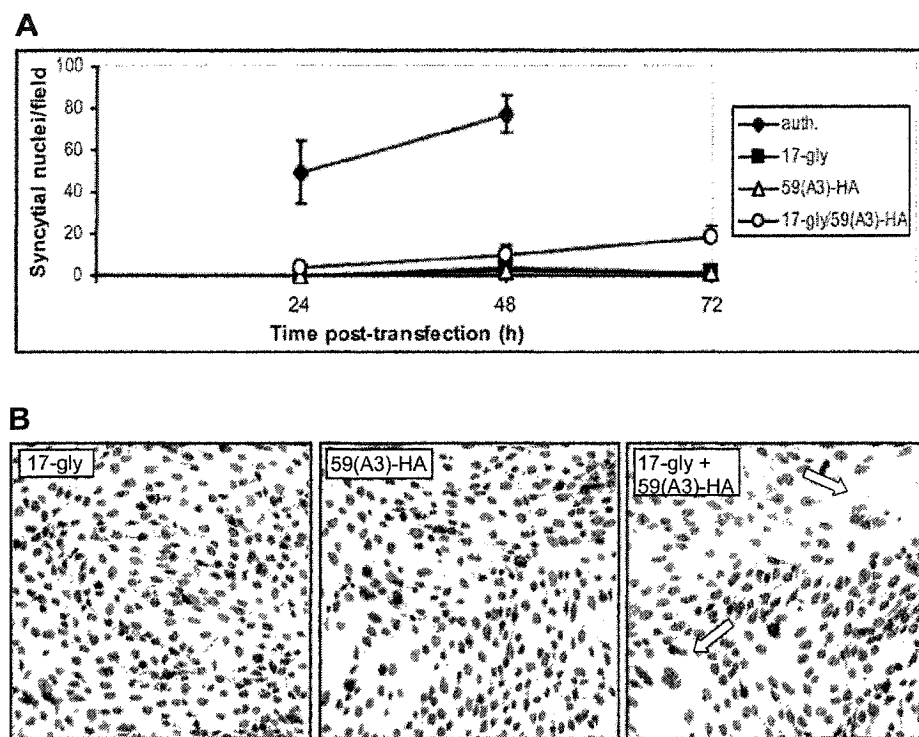 A
100
80
60
40
20
0
Syncytial nuclei/field
24
48
72
Time post-transfection (h)
auth.
17-gly
59(A3)-HA
17-gly/59(A3)-HA
B
17-gly
59(A3)-HA
17-gly +
59(A3)-HA